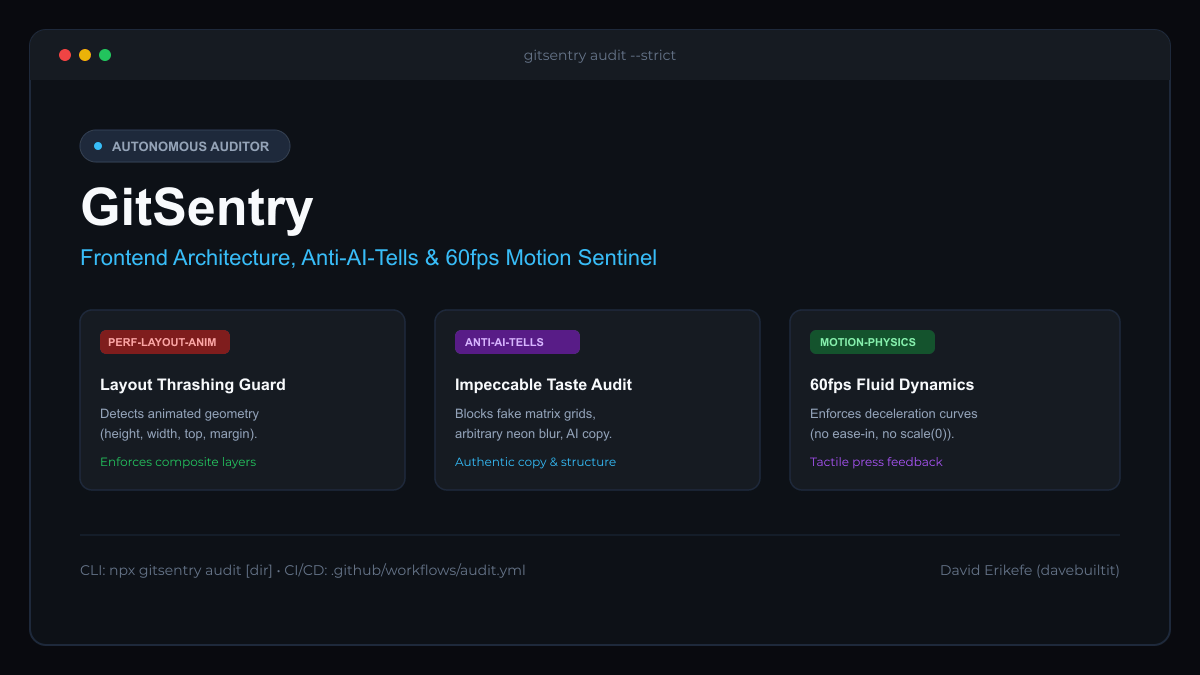 gitsentry audit --strict
AUTONOMOUS AUDITOR
GitSentry
Frontend Architecture, Anti-AI-Tells & 60fps Motion Sentinel
PERF-LAYOUT-ANIM
Layout Thrashing Guard
Detects animated geometry
(height, width, top, margin).
Enforces composite layers
ANTI-AI-TELLS
Impeccable Taste Audit
Blocks fake matrix grids,
arbitrary neon blur, AI copy.
Authentic copy & structure
MOTION-PHYSICS
60fps Fluid Dynamics
Enforces deceleration curves
(no ease-in, no scale(0)).
Tactile press feedback
CLI: npx gitsentry audit [dir] • CI/CD: .github/workflows/audit.yml
David Erikefe (davebuiltit)